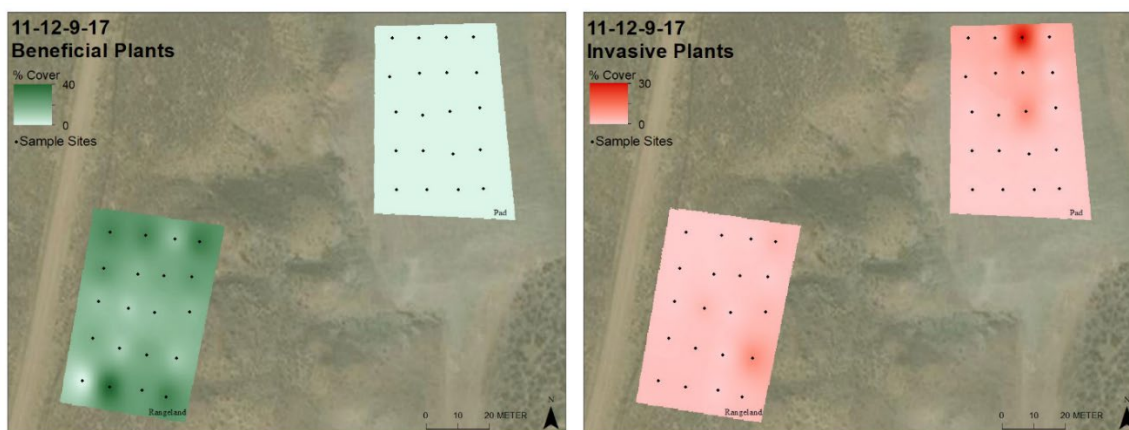 11-12-9-17
Beneficial Plants
% Cover
40
0
•Sample Sites
Pad
Rangeland
0 10 20 METER
N
11-12-9-17
Invasive Plants
% Cover
30
0
•Sample Sites
Pad
Rangeland
0 10 20 METER
N